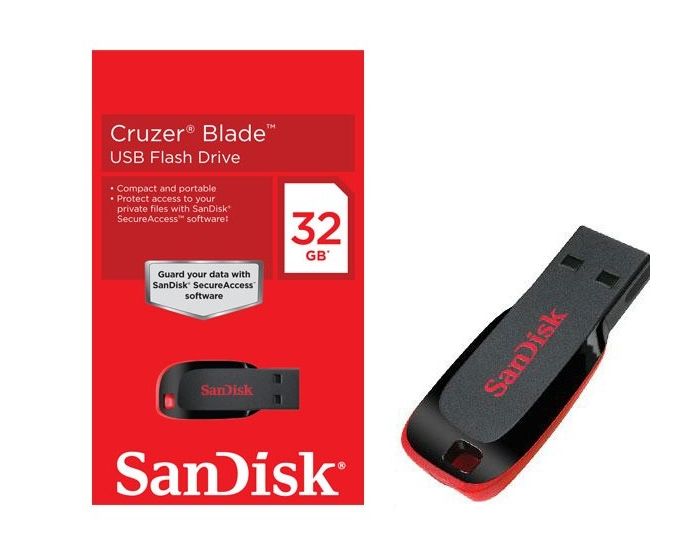 Cruzer® Blade™
USB Flash Drive
• Compact and portable
• Protect access to your
private files with SanDisk®
SecureAccess™ software‡
32
GB*
Guard your data with
SanDisk® SecureAccess™
software
SanDisk
SanDisk®
SanDisk